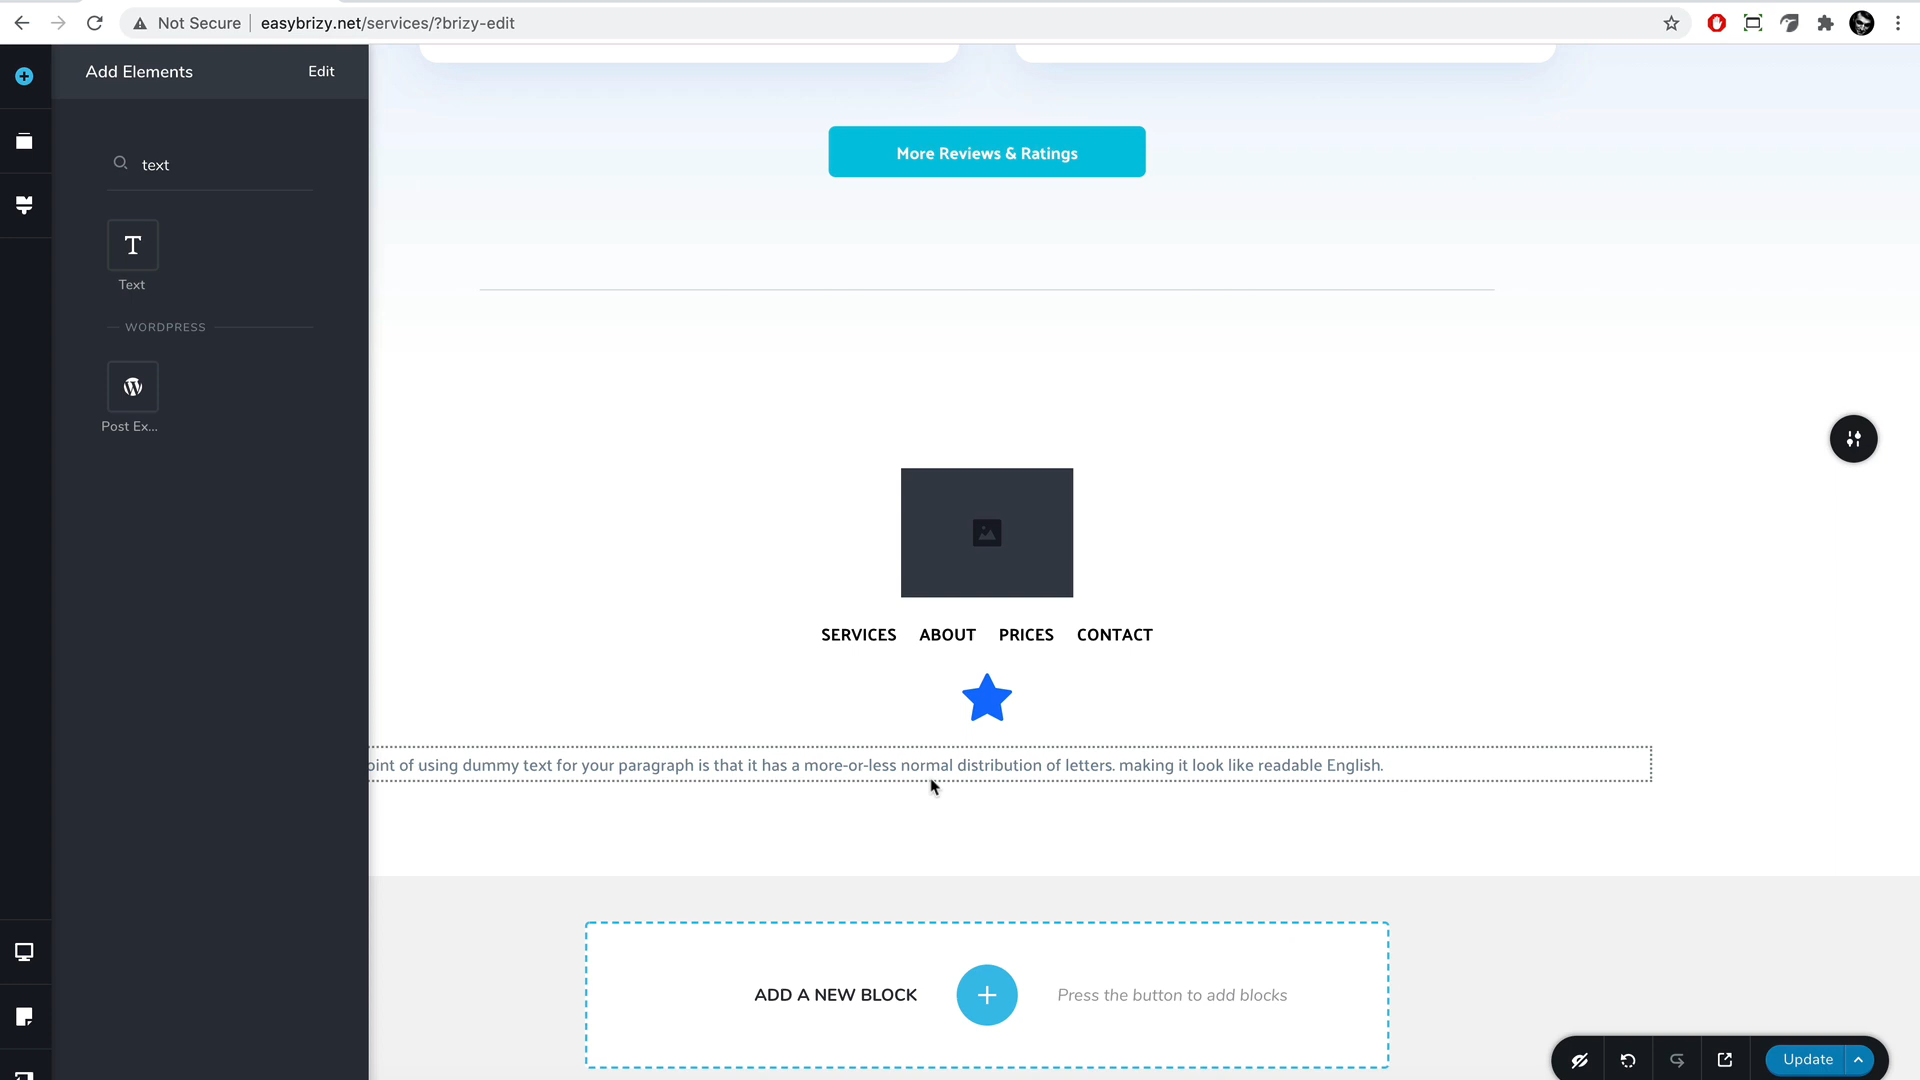 Not Secure
easybrizy.net/services/?brizy-edit
Add Elements
Edit
text
T
Text
WORDPRESS
Post Ex...
More Reviews & Ratings
SERVICES ABOUT PRICES CONTACT
oint of using dummy text for your paragraph is that it has a more-or-less normal distribution of letters. making it look like readable English.
ADD A NEW BLOCK
Press the button to add blocks
Update